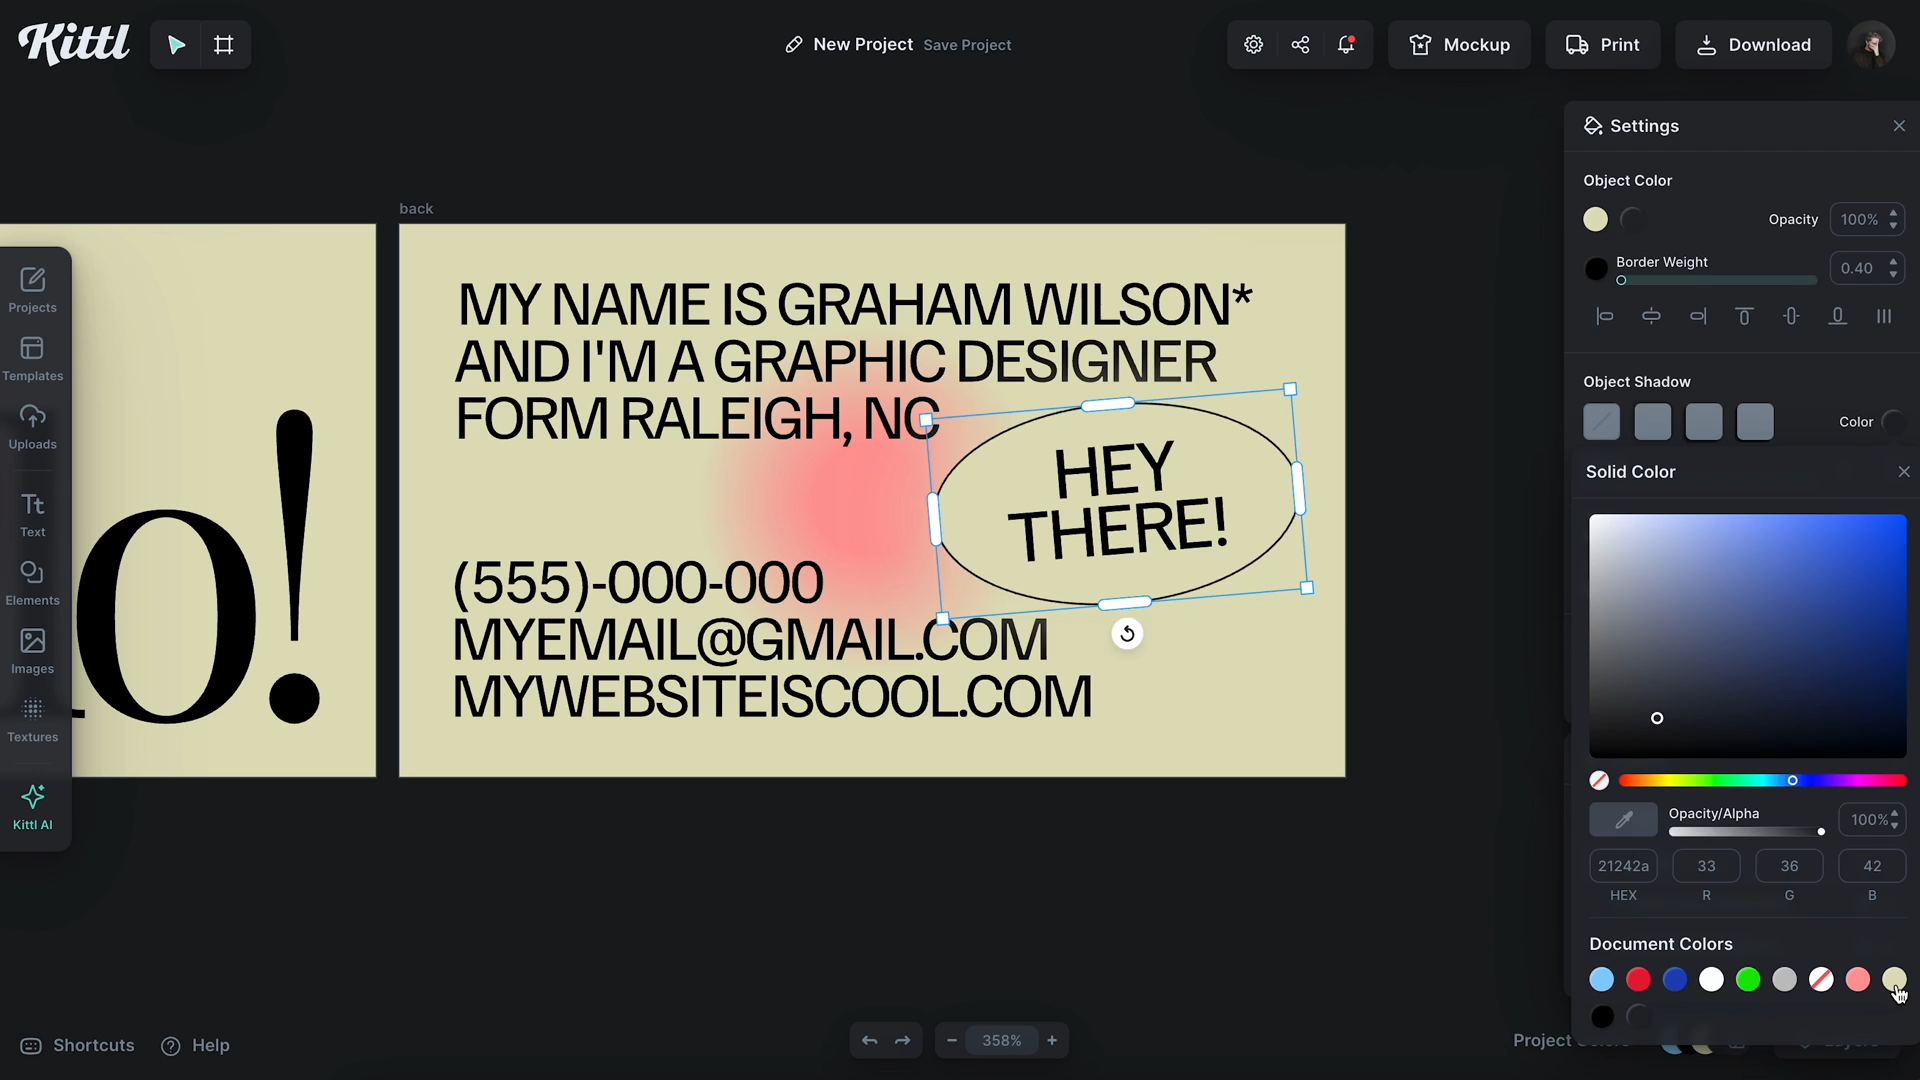 Kittl
New Project Save Project
Mockup
Print
Download
Settings
Object Color
Opacity 100%
Border Weight 0.40
Object Shadow
Color
Solid Color
Opacity/Alpha 100%
21242a 33 36 42
HEX R G B
Document Colors
Projects
Templates
Uploads
Tt
Text
Elements
Images
Textures
Kittl AI
o!
back
MY NAME IS GRAHAM WILSON*
AND I'M A GRAPHIC DESIGNER
FORM RALEIGH, NC
HEY
THERE!
(555)-000-000
MYEMAIL@GMAIL.COM
MYWEBSITEISCOOL.COM
Shortcuts
Help
358%
Project